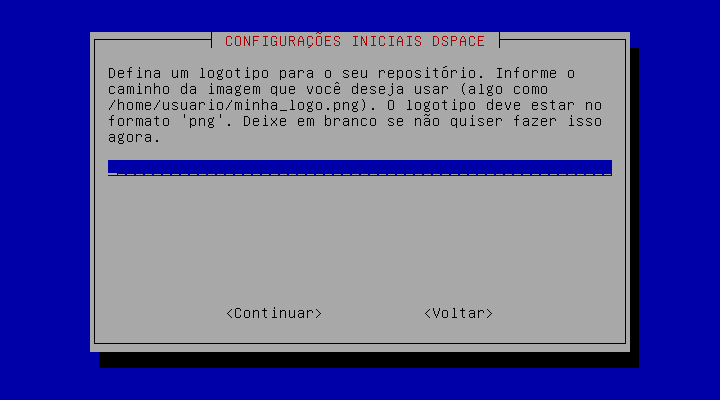 CONFIGURAÇÕES INICIAIS DSPACE
Defina um logotipo para o seu repositório. Informe o
caminho da imagem que você deseja usar (algo como
/home/usuario/minha_logo.png). O logotipo deve estar no
formato 'png'. Deixe em branco se não quiser fazer isso
agora.
<Continuar> <Voltar>